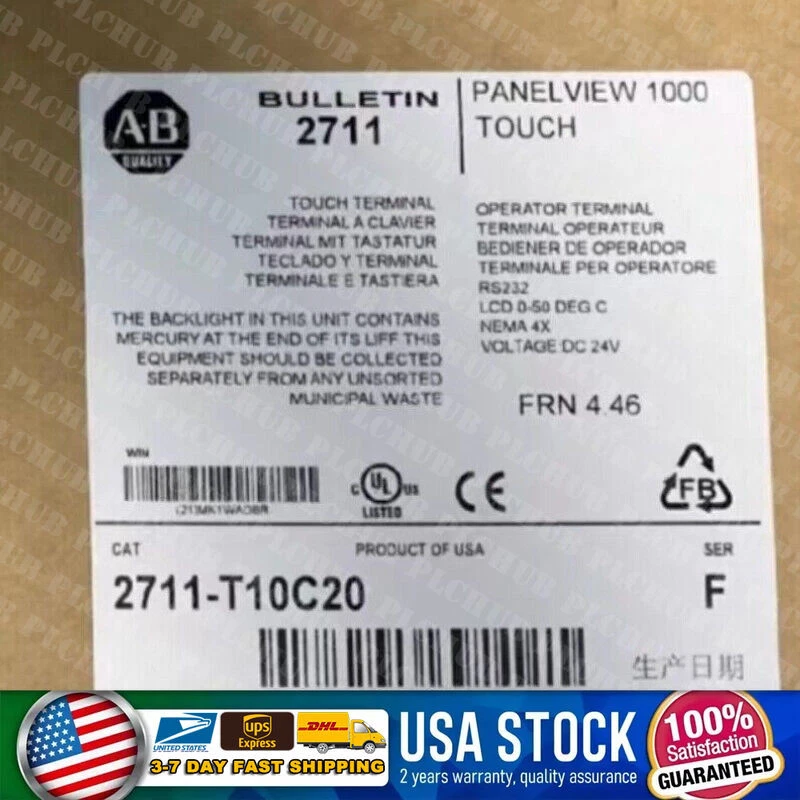 A-B
QUALITY
BULLETIN
2711
PANELVIEW 1000
TOUCH
TOUCH TERMINAL
TERMINAL A CLAVIER
TERMINAL MIT TASTATUR
TECLADO Y TERMINAL
TERMINALE E TASTIERA
OPERATOR TERMINAL
TERMINAL OPERATEUR
BEDIENER DE OPERADOR
TERMINALE PER OPERATORE
RS232
LCD 0-50 DEG C
NEMA 4X
VOLTAGE:DC 24V
THE BACKLIGHT IN THIS UNIT CONTAINS
MERCURY AT THE END OF ITS LIFF THIS
EQUIPMENT SHOULD BE COLLECTED
SEPARATELY FROM ANY UNSORTED
MUNICIPAL WASTE
FRN 4.46
WIN
C UL US
LISTED
CE
FB
CAT
PRODUCT OF USA
SER
2711-T10C20
F
生产日期
UNITED STATES
ups
Express
DHL
3-7 DAY FAST SHIPPING
USA STOCK
2 years warranty, quality assurance
100%
Satisfaction
GUARANTEED
PLCHUB PLCHUB PLCHUB